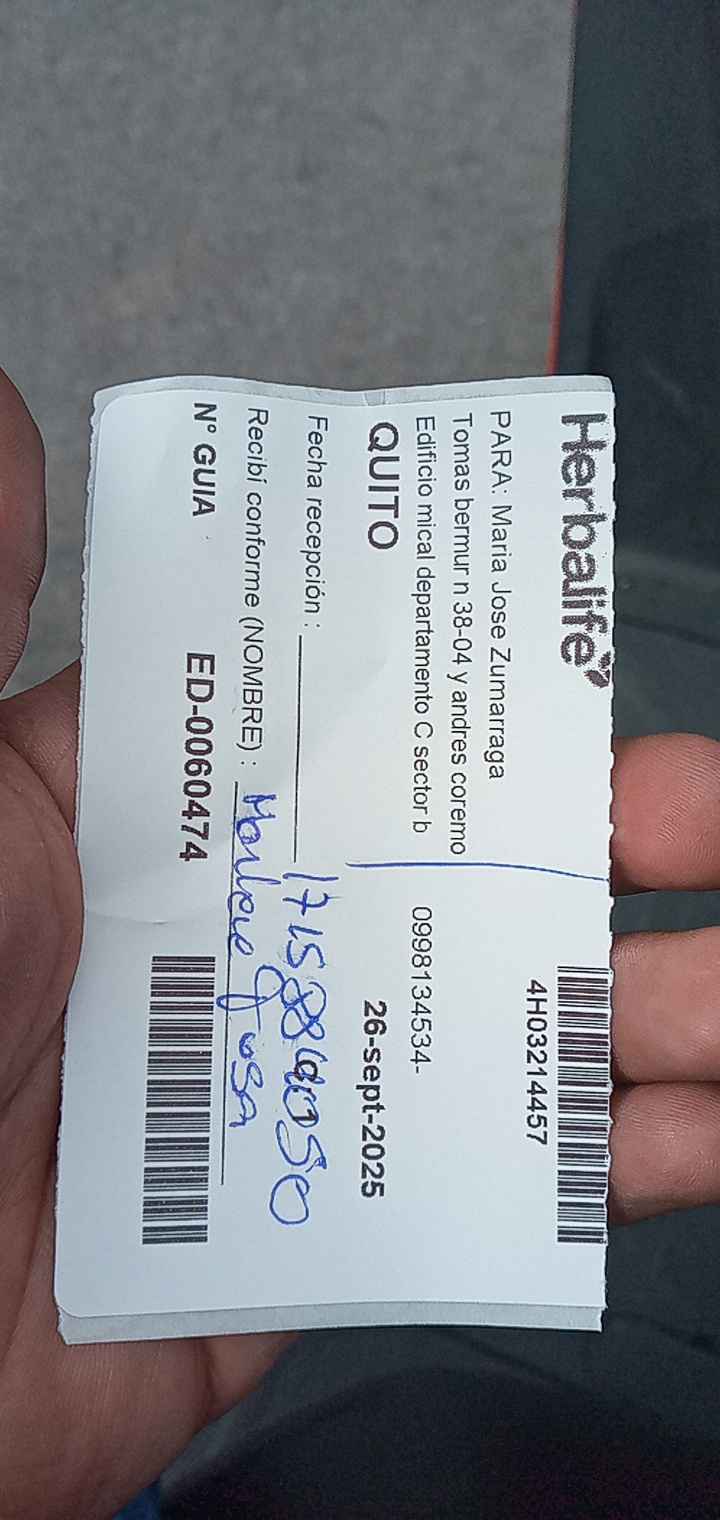 Herbalife
4H03214457
PARA: Maria Jose Zumarraga
Tomas bermur n 38-04 y andres coremo
Edificio mical departamento C sector b 0998134534-
QUITO 26-sept-2025
Fecha recepción :
Recibí conforme (NOMBRE) :
N° GUIA ED-0060474